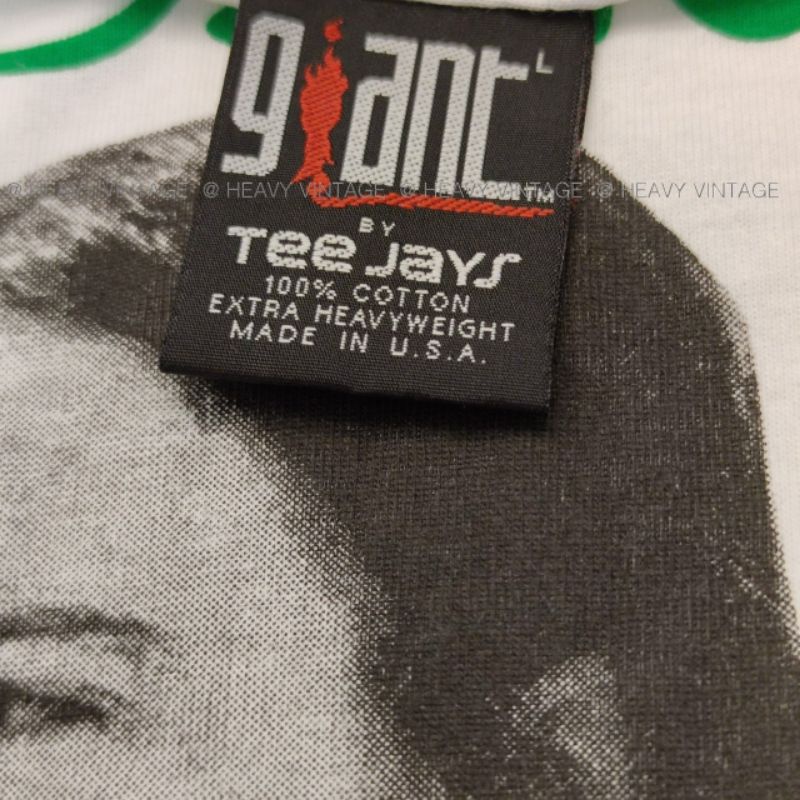 giant L
TM
BY
Tee Jays
100% COTTON
EXTRA HEAVYWEIGHT
MADE IN U.S.A.
@ HEAVY VINTAGE @ HEAVY VINTAGE @ HEAVY VINTAGE @ HEAVY VINTAGE